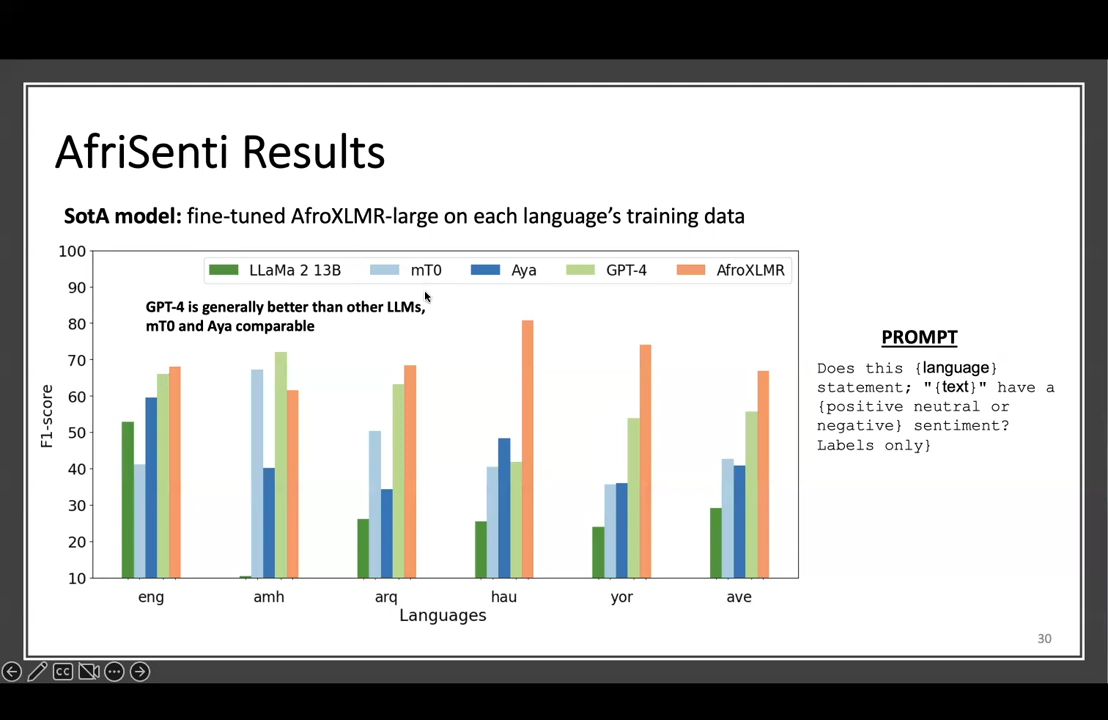 AfriSenti Results
SotA model: fine-tuned AfroXLMR-large on each language's training data
100
90
80
70
60
50
40
30
20
10
F1-score
LLaMa 2 13B mT0 Aya GPT-4 AfroXLMR
GPT-4 is generally better than other LLMs,
mT0 and Aya comparable
eng amh arq hau yor ave
Languages
PROMPT
Does this {language}
statement; "{text}" have a
{positive neutral or
negative} sentiment?
Labels only}
30
CC